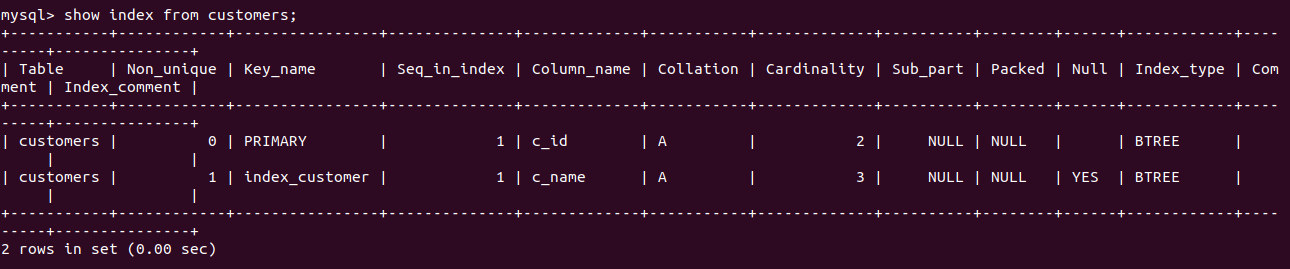 mysql> show index from customers;
+-----------+------------+----------------+--------------+-------------+-----------+-------------+----------+--------+------+------------+----
-----+---------------+
| Table     | Non_unique | Key_name       | Seq_in_index | Column_name | Collation | Cardinality | Sub_part | Packed | Null | Index_type | Com
ment | Index_comment |
+-----------+------------+----------------+--------------+-------------+-----------+-------------+----------+--------+------+------------+----
-----+---------------+
| customers |          0 | PRIMARY        |            1 | c_id        | A         |           2 |     NULL | NULL   |      | BTREE      |
     |               |
| customers |          1 | index_customer |            1 | c_name      | A         |           3 |     NULL | NULL   | YES  | BTREE      |
     |               |
+-----------+------------+----------------+--------------+-------------+-----------+-------------+----------+--------+------+------------+----
-----+---------------+
2 rows in set (0.00 sec)